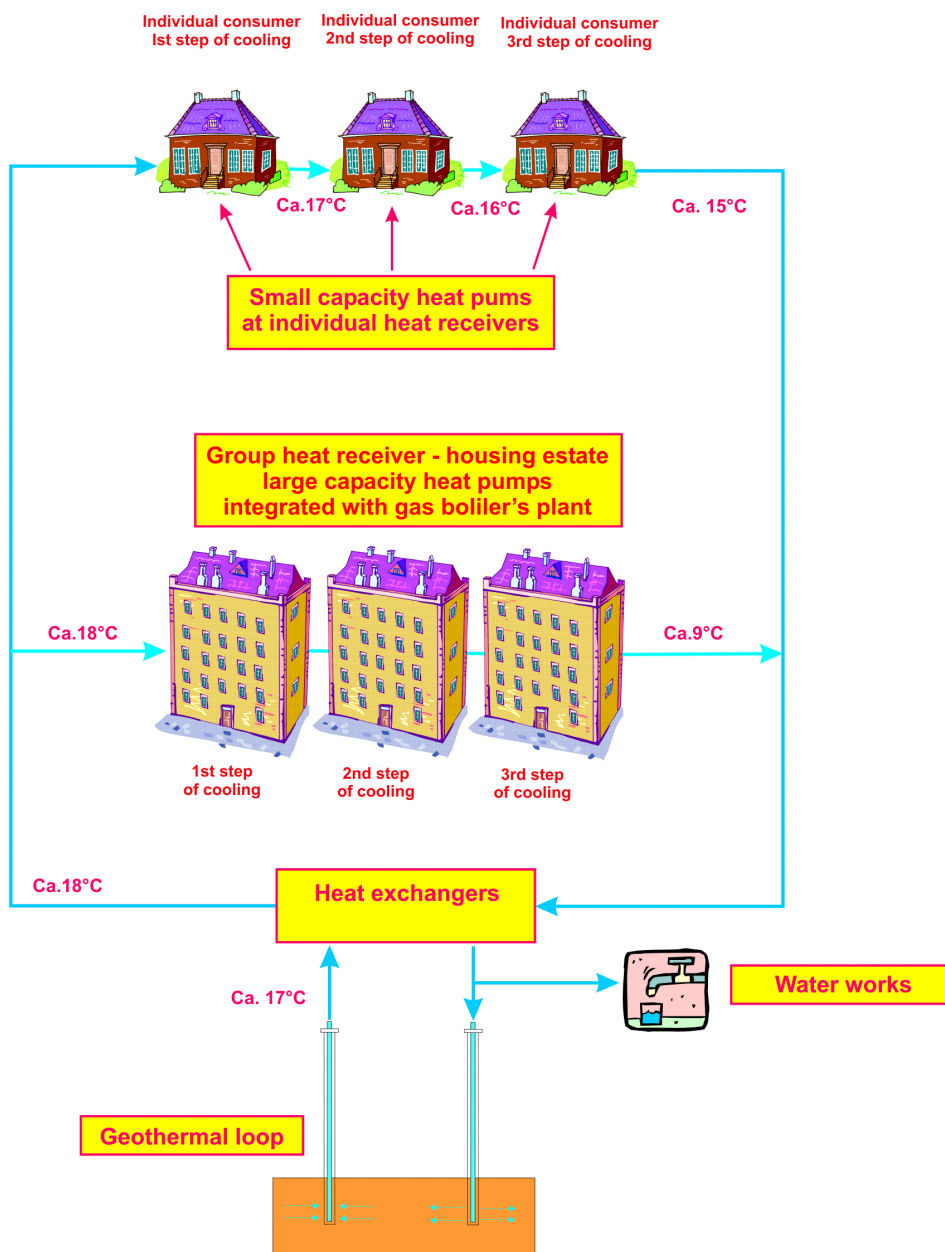 Individual consumer
Ist step of cooling
Individual consumer
2nd step of cooling
Individual consumer
3rd step of cooling
Ca.17°C
Ca.16°C
Ca. 15°C
Small capacity heat pums
at individual heat receivers
Group heat receiver - housing estate
large capacity heat pumps
integrated with gas boliler's plant
Ca.18°C
Ca.9°C
1st step
of cooling
2nd step
of cooling
3rd step
of cooling
Ca.18°C
Heat exchangers
Ca. 17°C
Water works
Geothermal loop